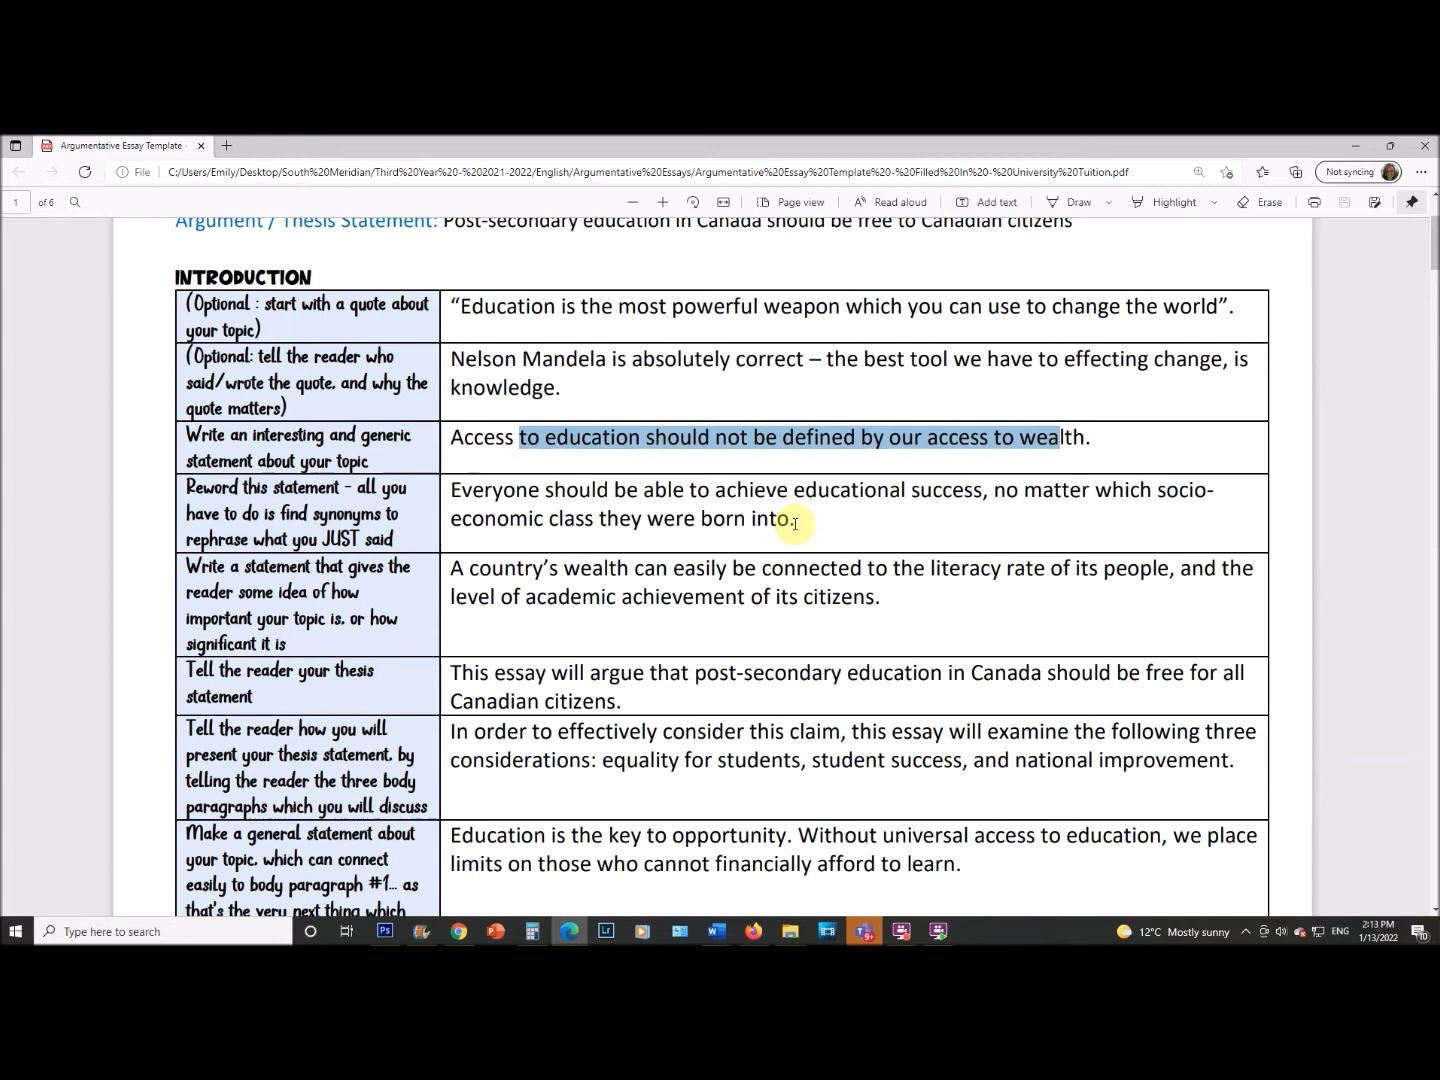 Argumentative Essay Template
File
C:/Users/Emily/Desktop/South%20Meridian/Third%20Year%20-%202021-2022/English/Argumentative%20Essays/Argumentative%20Essay%20Template%20-%20Filled%20In%20-%20University%20Tuition.pdf
Not syncing
1 of 6
Page view
Read aloud
Add text
Draw
Highlight
Erase
Argument / Thesis Statement: Post-secondary education in Canada should be free to Canadian citizens
INTRODUCTION
(Optional : start with a quote about
your topic)
“Education is the most powerful weapon which you can use to change the world”.
(Optional: tell the reader who
said/wrote the quote, and why the
quote matters)
Nelson Mandela is absolutely correct – the best tool we have to effecting change, is
knowledge.
Write an interesting and generic
statement about your topic
Access to education should not be defined by our access to wealth.
Reword this statement - all you
have to do is find synonyms to
rephrase what you JUST said
Everyone should be able to achieve educational success, no matter which socio-
economic class they were born into.
Write a statement that gives the
reader some idea of how
important your topic is, or how
significant it is
A country’s wealth can easily be connected to the literacy rate of its people, and the
level of academic achievement of its citizens.
Tell the reader your thesis
statement
This essay will argue that post-secondary education in Canada should be free for all
Canadian citizens.
Tell the reader how you will
present your thesis statement, by
telling the reader the three body
paragraphs which you will discuss
In order to effectively consider this claim, this essay will examine the following three
considerations: equality for students, student success, and national improvement.
Make a general statement about
your topic, which can connect
easily to body paragraph #1... as
that's the very next thing which
Education is the key to opportunity. Without universal access to education, we place
limits on those who cannot financially afford to learn.
Type here to search
Ps
Lr
9+
12°C Mostly sunny
ENG
2:13 PM
1/13/2022
10